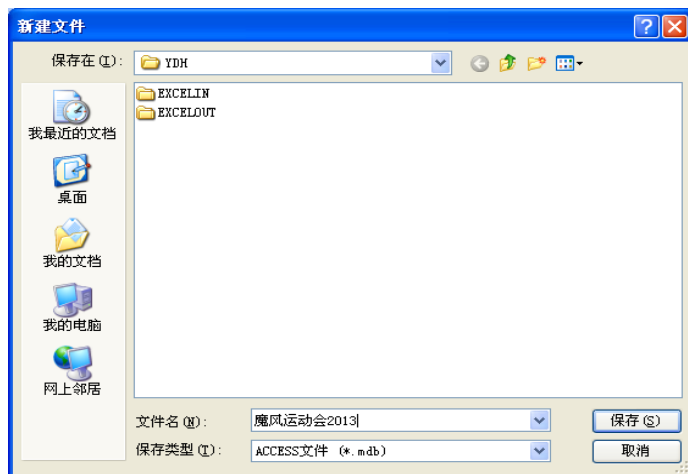 新建文件
保存在(I):
YDH
EXCELIN
EXCELOUT
我最近的文档
桌面
我的文档
我的电脑
网上邻居
文件名(N):
魔风运动会2013
保存(S)
保存类型(T):
ACCESS文件 (*.mdb)
取消